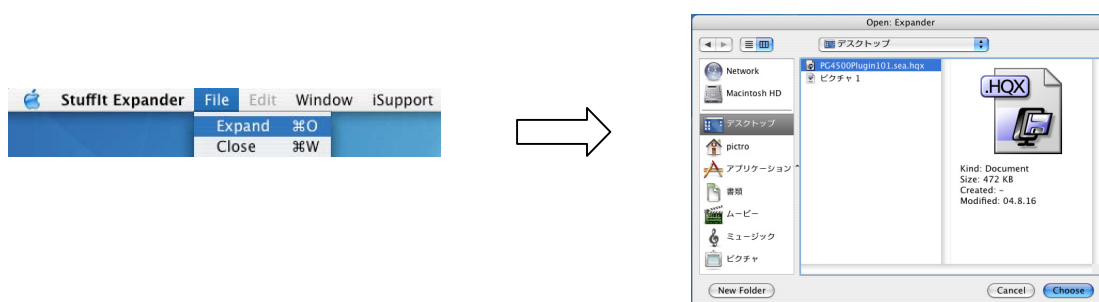 StuffIt Expander File Edit Window iSupport
Expand ⌘O
Close ⌘W
Open: Expander
デスクトップ
Network
Macintosh HD
デスクトップ
pictro
アプリケーション
書類
ムービー
ミュージック
ピクチャ
PG4500Plugin101.sea.hqx
ピクチャ 1
.HQX
Kind: Document
Size: 472 KB
Created: –
Modified: 04.8.16
New Folder Cancel Choose